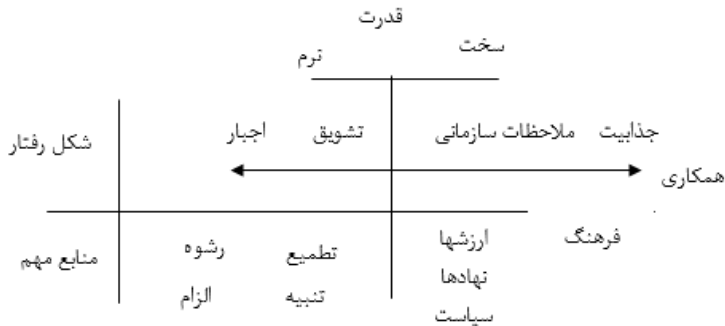 قدرت
سخت
نرم
جذابیت ملاحظات سازمانی تشویق اجبار شکل رفتار
همکاری
فرهنگ ارزشها تطمیع رشوه منابع مهم
نهادها تنبیه الزام
سیاست